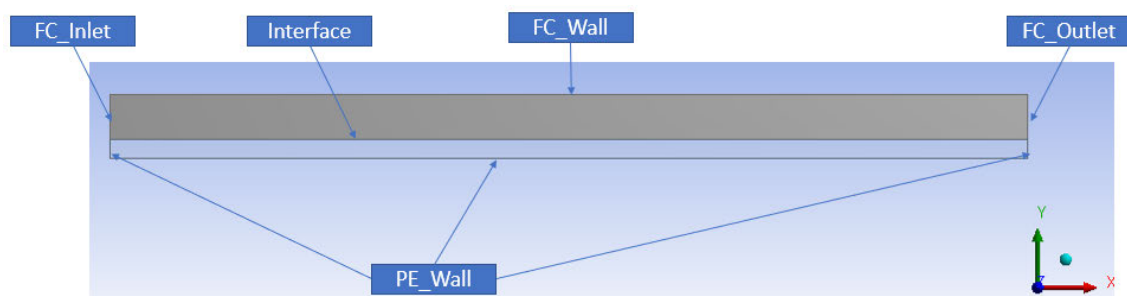 FC_Inlet
Interface
FC_Wall
FC_Outlet
PE_Wall
Y
Z
X